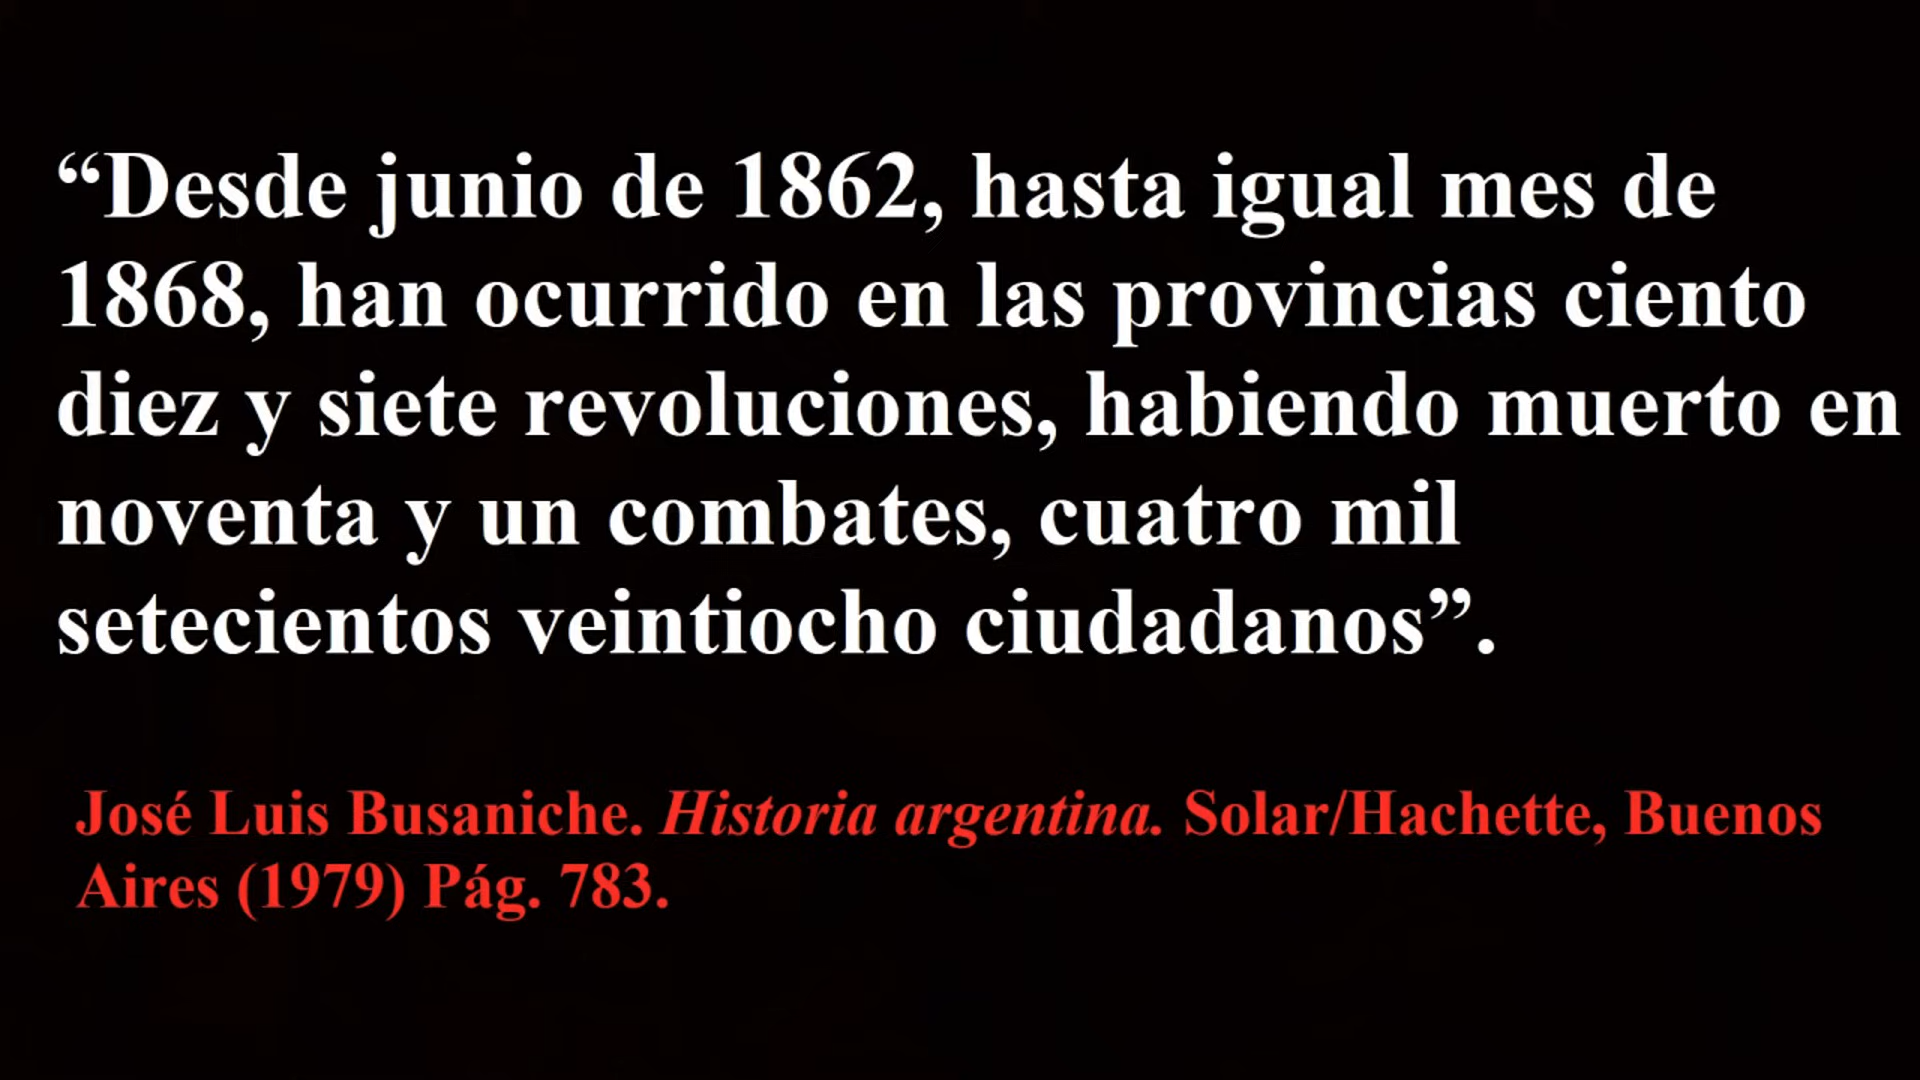 “Desde junio de 1862, hasta igual mes de
1868, han ocurrido en las provincias ciento
diez y siete revoluciones, habiendo muerto en
noventa y un combates, cuatro mil
setecientos veintiocho ciudadanos”.
José Luis Busaniche. Historia argentina. Solar/Hachette, Buenos
Aires (1979) Pág. 783.